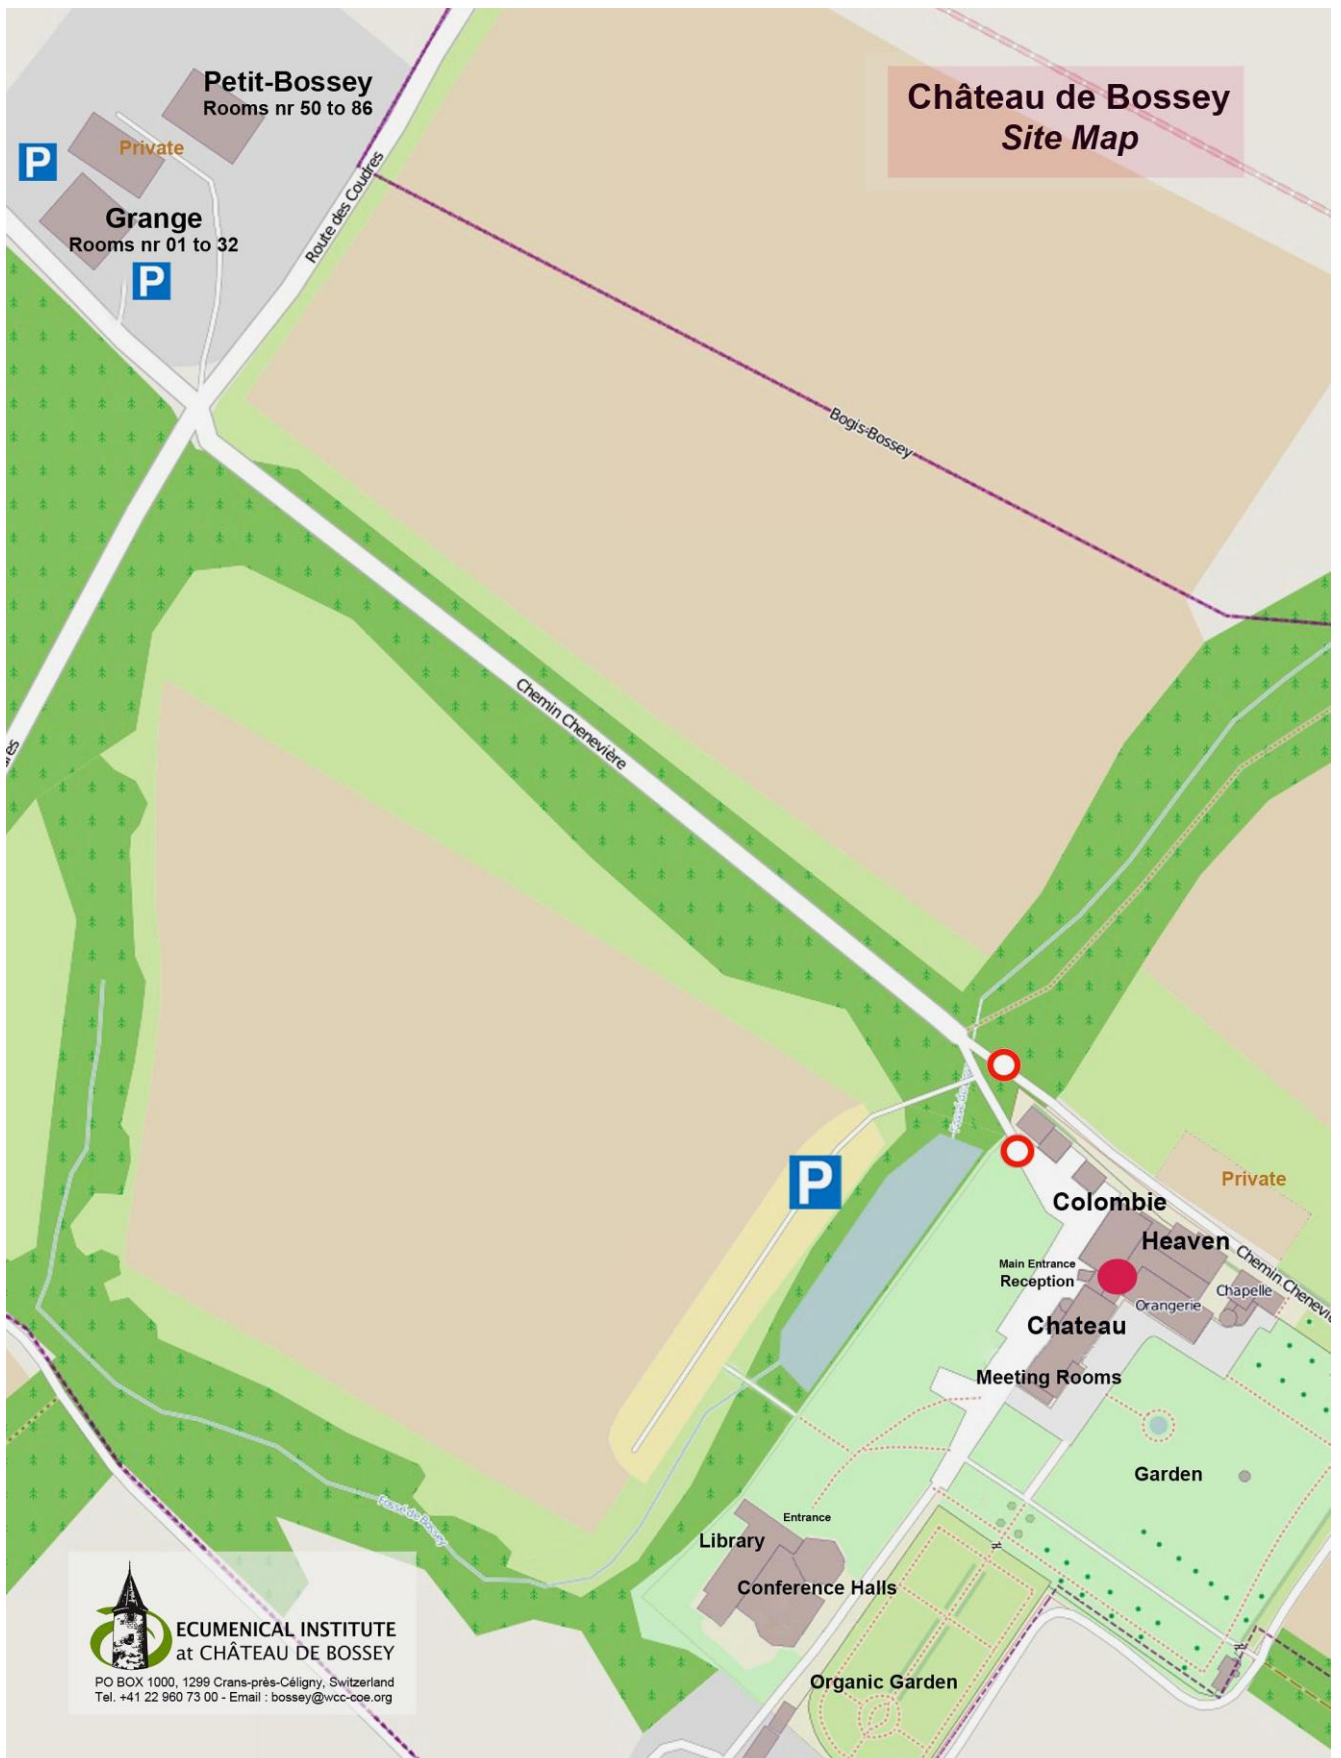 Petit-Bossey
Rooms nr 50 to 86
Château de Bossey
Site Map
P
Private
Grange
Rooms nr 01 to 32
P
Route des Coudres
Bogis-Bossey
Chemin Chenevière
P
Private
Colombie
Heaven
Main Entrance
Reception
Chemin Chenevi
Chapelle
Orangerie
Chateau
Meeting Rooms
Garden
Entrance
Library
Fossé de Bossey
Conference Halls
Organic Garden
ECUMENICAL INSTITUTE
at CHÂTEAU DE BOSSEY
PO BOX 1000, 1299 Crans-près-Céligny, Switzerland
Tel. +41 22 960 73 00 - Email : bossey@wcc-coe.org